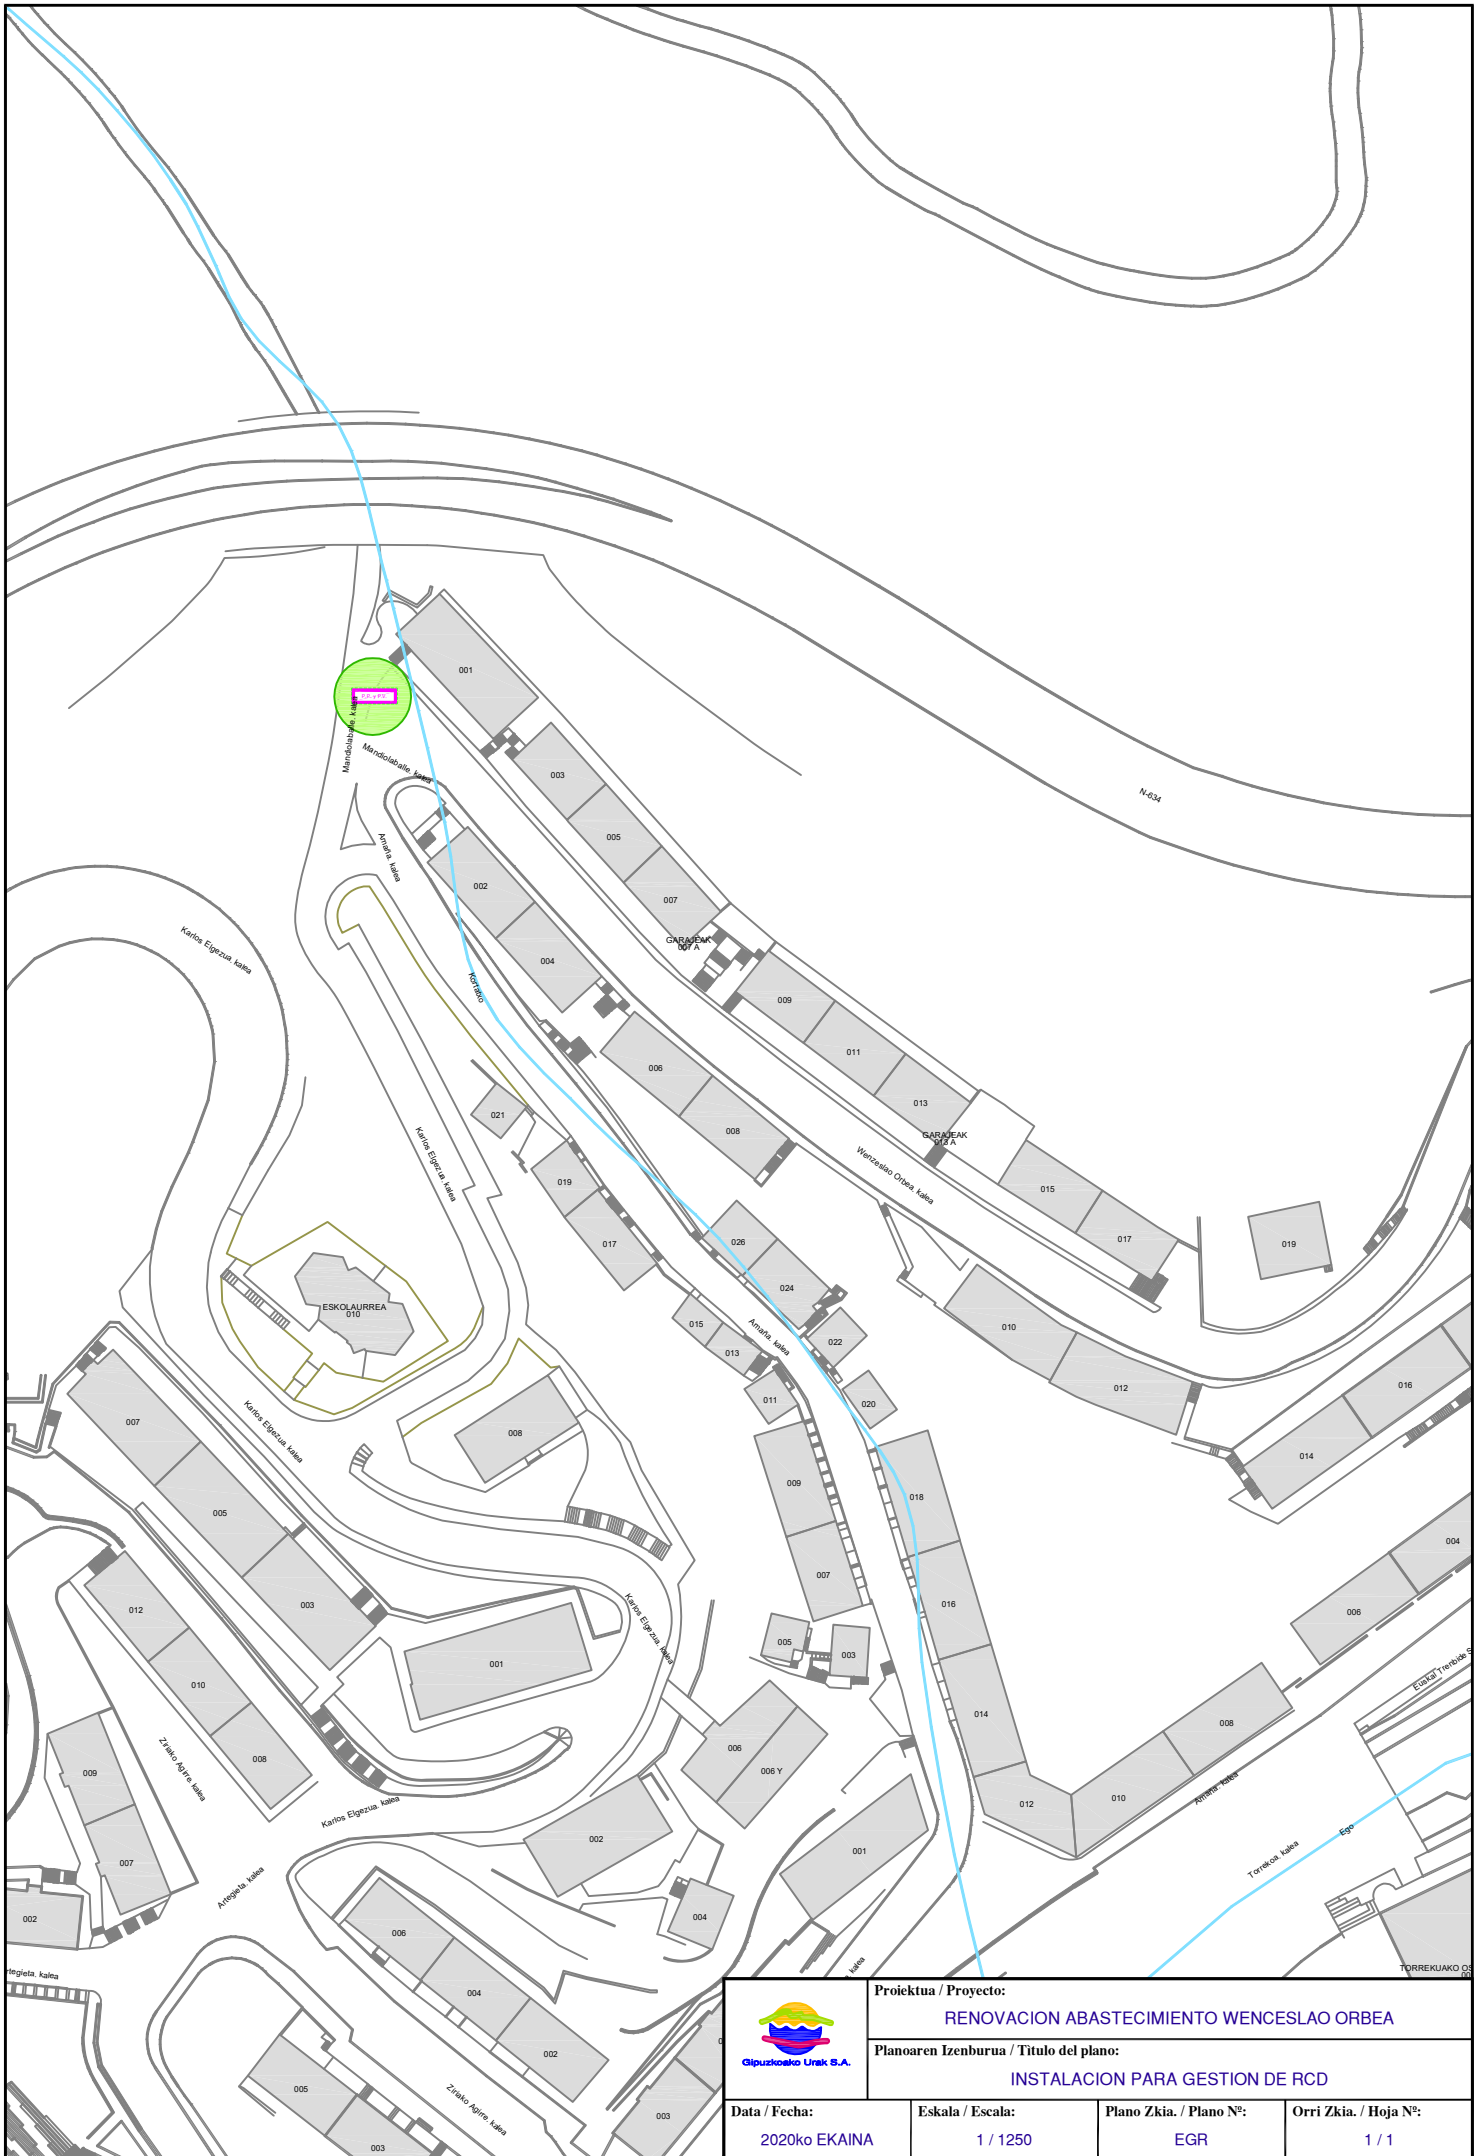 001
Mandiolaballe. kalea
Mandiolaballe. kalea
003
N-634
005
Amaña. kalea
002
007
Karlos Elgezua. kalea
GARAJEAK
007 A
004
Kortatxo
009
011
006
013
021
008
GARAJEAK
013 A
Karlos Elgezua. kalea
Wenzeslao Orbea. kalea
019
015
017
026
017
019
024
ESKOLAURREA
010
015
Amaña. kalea
022
010
013
012
016
011
020
007
Karlos Elgezua. kalea
008
014
009
018
005
004
007
012
003
016
006
Karlos Elgezua. kalea
005
003
001
010
014
008
006
Ziriako Agirre. kalea
008
009
006 Y
012
010
Amaña. kalea
Karlos Elgezua. kalea
Ego
002
001
Torrekoa. kalea
007
Artegieta. kalea
002
004
006
004
002
005
Ziriako Agirre. kalea
003
003
Proiektua / Proyecto:
RENOVACION ABASTECIMIENTO WENCESLAO ORBEA
Planoaren Izenburua / Título del plano:
INSTALACION PARA GESTION DE RCD
Gipuzkoako Urak S.A.
Data / Fecha:
2020ko EKAINA
Eskala / Escala:
1 / 1250
Plano Zkia. / Plano Nº:
EGR
Orri Zkia. / Hoja Nº:
1 / 1